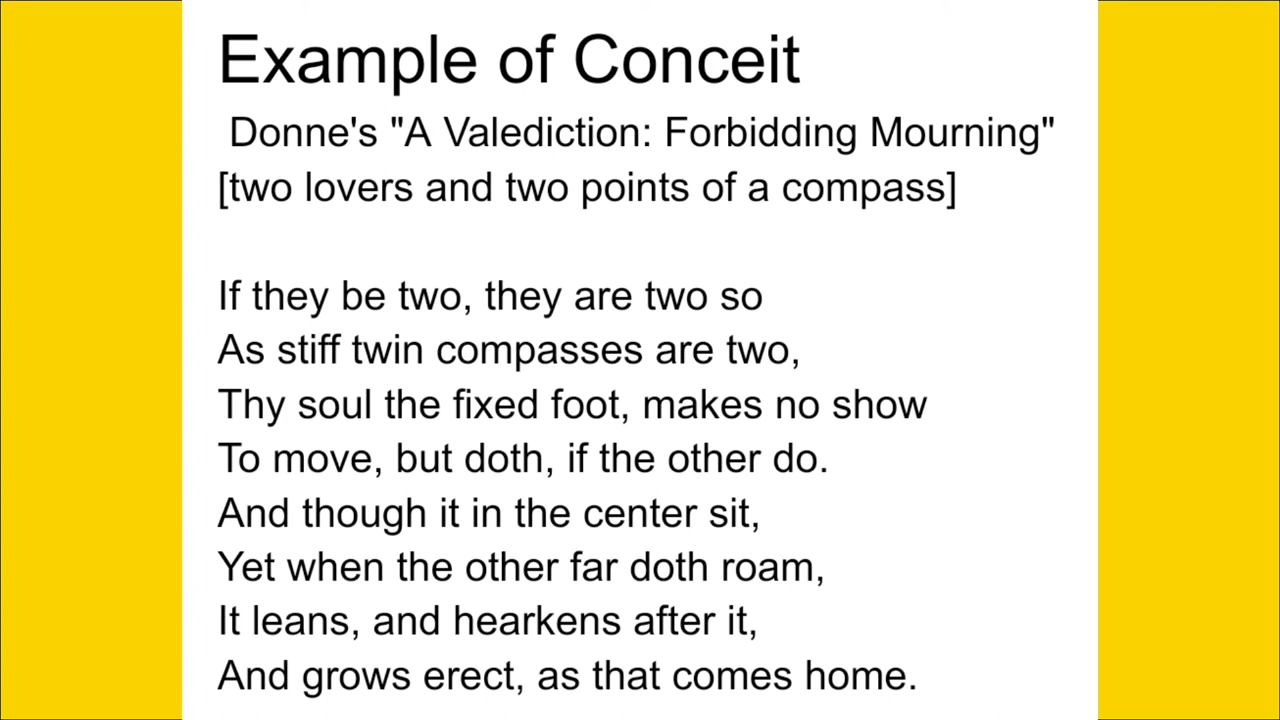 Example of Conceit
Donne's "A Valediction: Forbidding Mourning"
[two lovers and two points of a compass]
If they be two, they are two so
As stiff twin compasses are two,
Thy soul the fixed foot, makes no show
To move, but doth, if the other do.
And though it in the center sit,
Yet when the other far doth roam,
It leans, and hearkens after it,
And grows erect, as that comes home.